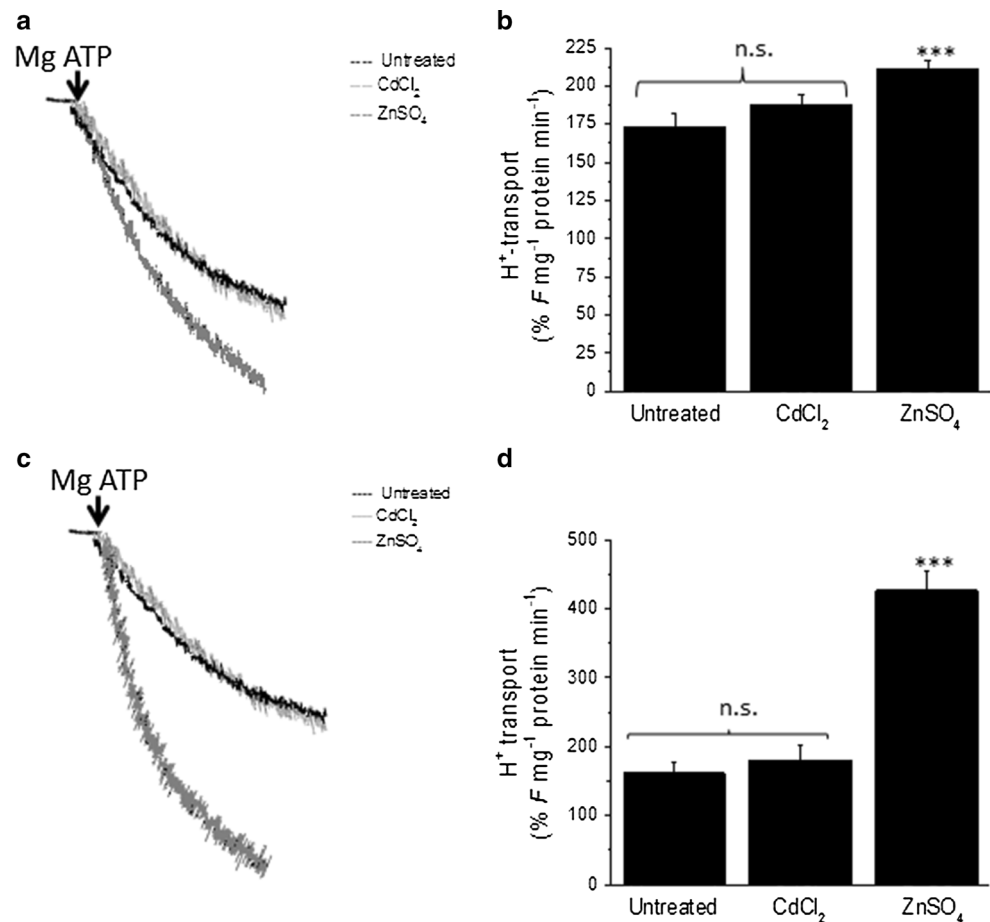 a
Mg ATP
Untreated
CdCl₂
ZnSO₄
b
H⁺-transport
(% F mg⁻¹ protein min⁻¹)
225
200
175
150
125
100
75
50
25
0
n.s.
***
Untreated
CdCl₂
ZnSO₄
c
Mg ATP
Untreated
CdCl₂
ZnSO₄
d
H⁺ transport
(% F mg⁻¹ protein min⁻¹)
500
400
300
200
100
0
n.s.
***
Untreated
CdCl₂
ZnSO₄